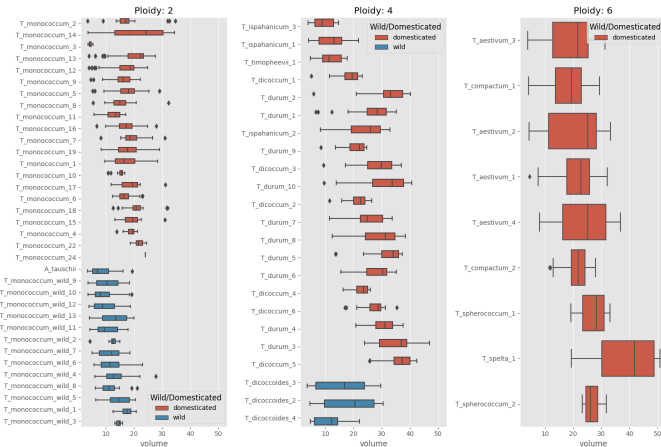 Ploidy: 2
T_monococcum_2
T_monococcum_14
T_monococcum_3
T_monococcum_13
T_monococcum_12
T_monococcum_9
T_monococcum_5
T_monococcum_8
T_monococcum_11
T_monococcum_16
T_monococcum_7
T_monococcum_19
T_monococcum_1
T_monococcum_10
T_monococcum_17
T_monococcum_6
T_monococcum_18
T_monococcum_15
T_monococcum_4
T_monococcum_22
T_monococcum_24
A_tauschii
T_monococcum_wild_9
T_monococcum_wild_10
T_monococcum_wild_12
T_monococcum_wild_13
T_monococcum_wild_11
T_monococcum_wild_2
T_monococcum_wild_7
T_monococcum_wild_6
T_monococcum_wild_4
T_monococcum_wild_8
T_monococcum_wild_5
T_monococcum_wild_1
T_monococcum_wild_3
Wild/Domesticated
domesticated
wild
10 20 30 40 50
volume
Ploidy: 4
Wild/Domesticated
domesticated
wild
T_ispahanicum_3
T_ispahanicum_1
T_timopheevii_1
T_dicoccum_1
T_durum_2
T_durum_1
T_ispahanicum_2
T_durum_9
T_dicoccum_3
T_durum_10
T_dicoccum_2
T_durum_7
T_durum_8
T_durum_5
T_durum_6
T_dicoccum_4
T_dicoccum_6
T_durum_4
T_durum_3
T_dicoccum_5
T_dicoccoides_3
T_dicoccoides_2
T_dicoccoides_4
10 20 30 40 50
volume
Ploidy: 6
Wild/Domesticated
domesticated
T_aestivum_3
T_compactum_1
T_aestivum_2
T_aestivum_1
T_aestivum_4
T_compactum_2
T_spherococcum_1
T_spelta_1
T_spherococcum_2
10 20 30 40 50
volume